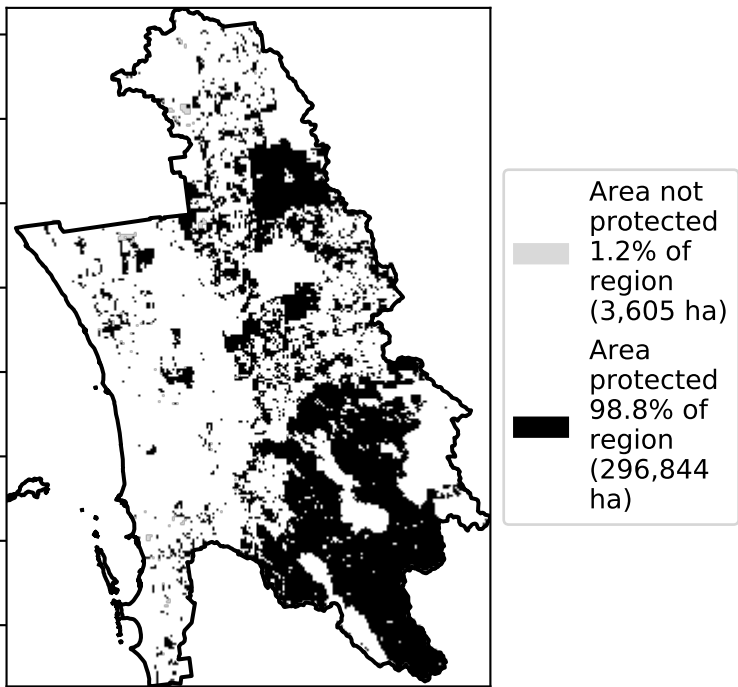 Area not
protected
1.2% of
region
(3,605 ha)
Area
protected
98.8% of
region
(296,844
ha)